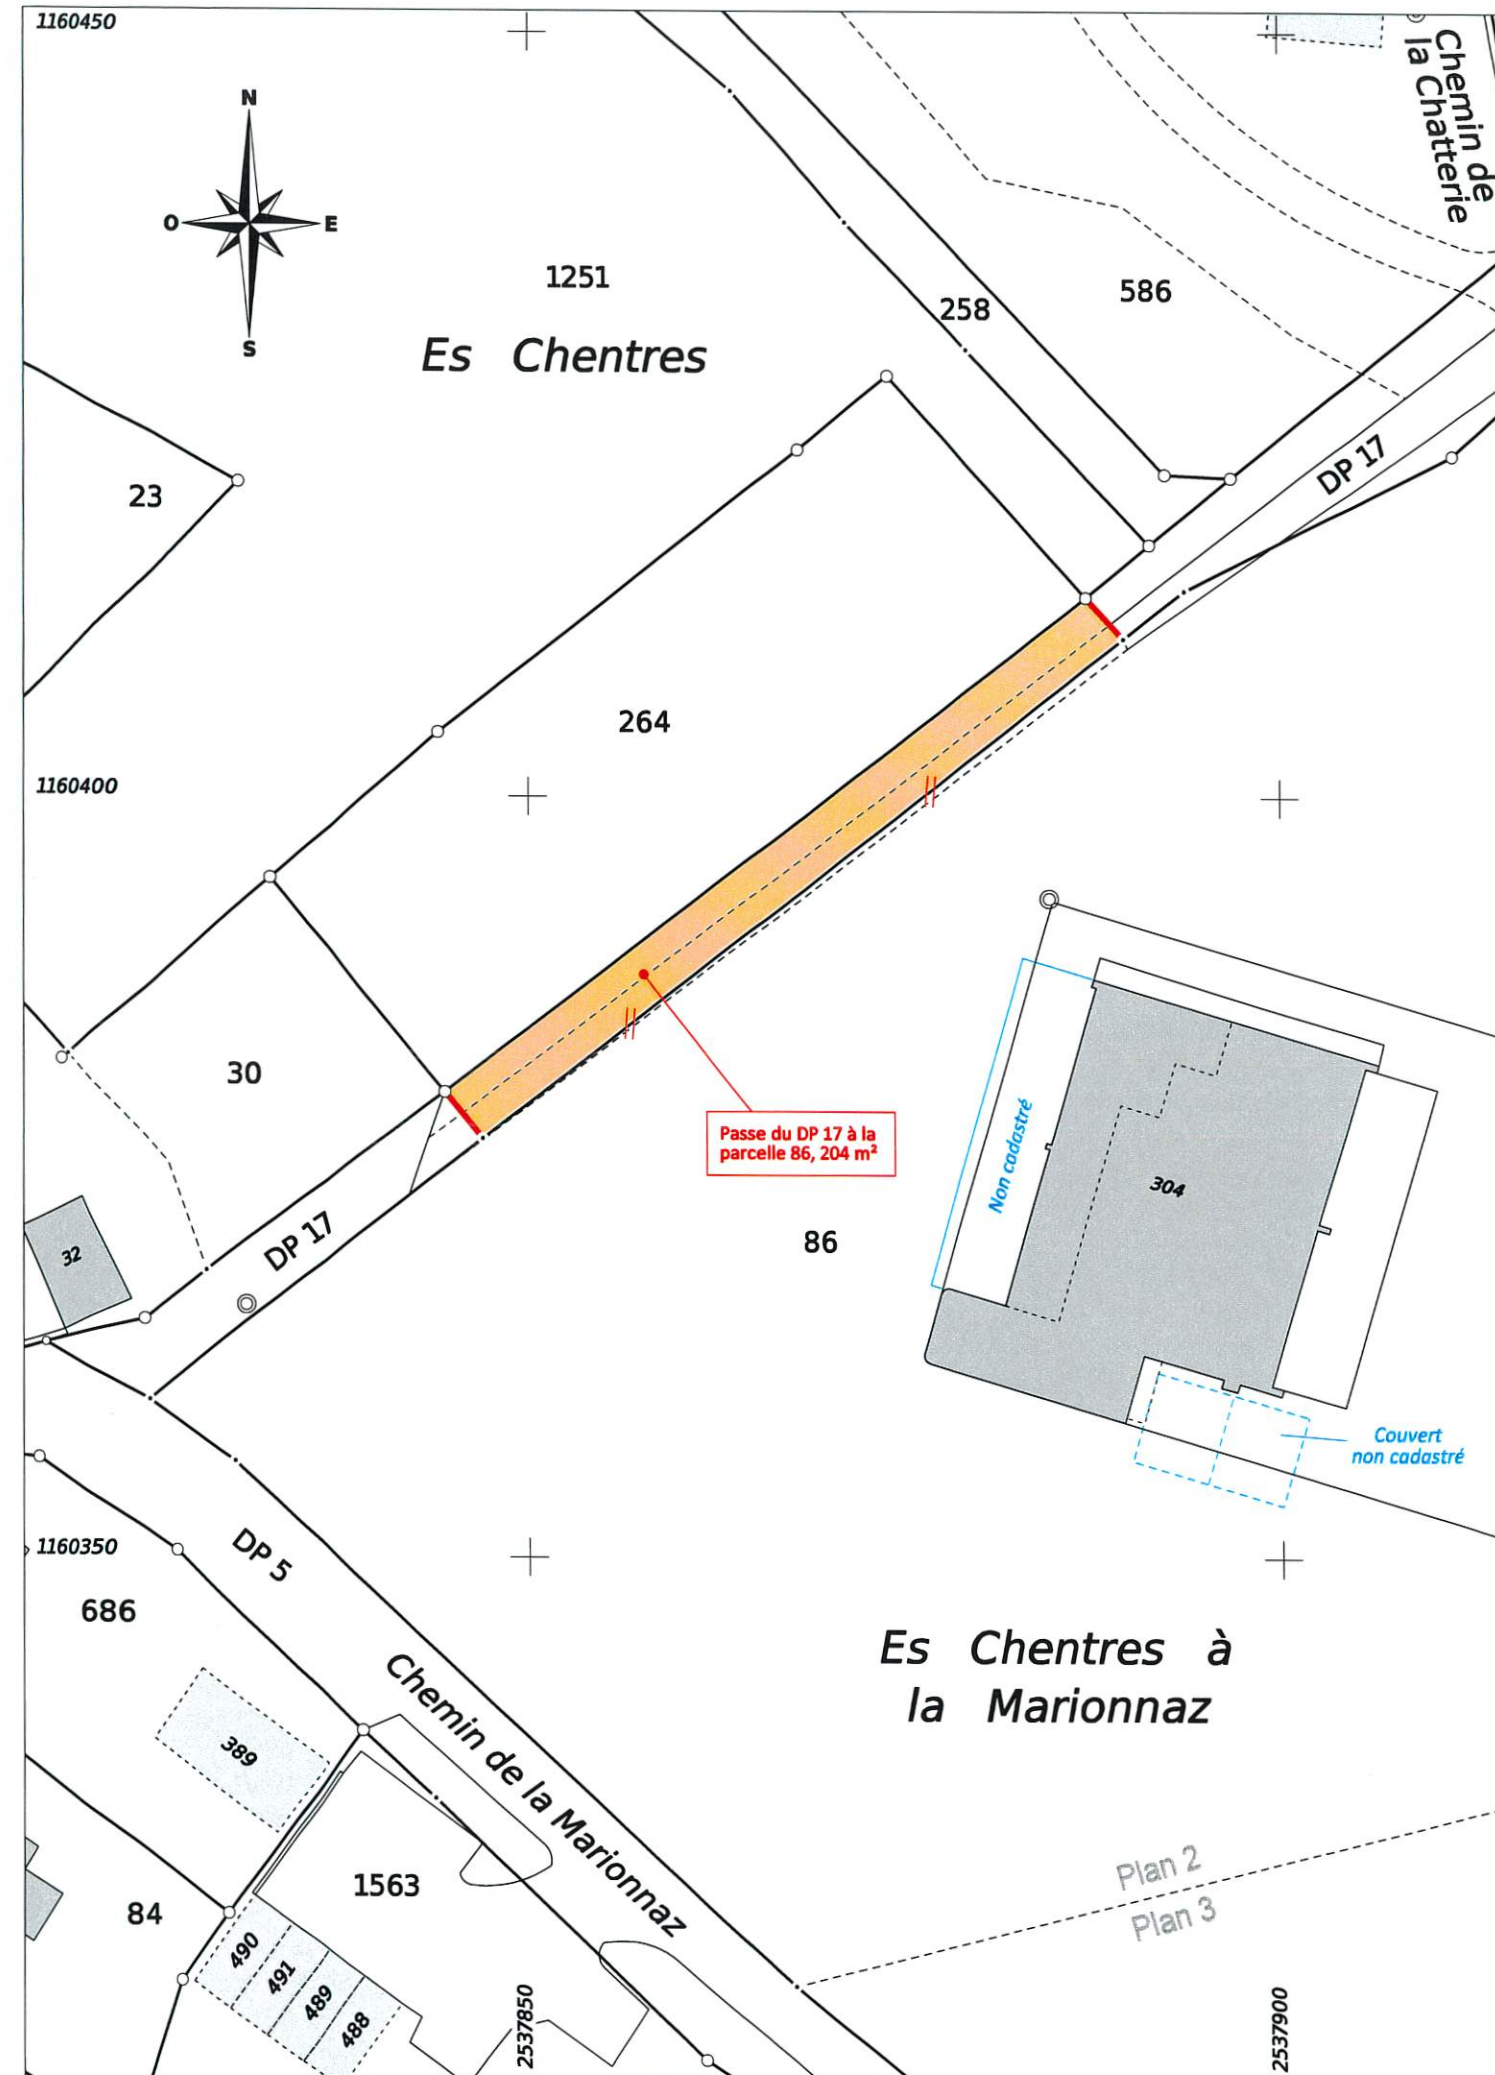 1160450
Chemin de
la Chatterie
N
O
E
S
1251
258
586
Es Chentres
DP 17
23
264
1160400
30
Passe du DP 17 à la
parcelle 86, 204 m²
Non cadastré
304
86
DP 17
32
Couvert
non cadastré
1160350
DP 5
686
Es Chentres à
la Marionnaz
Chemin de la Marionnaz
389
1563
Plan 2
Plan 3
84
490
491
489
488
2537850
2537900